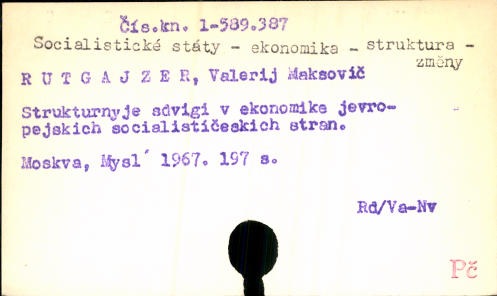 Čís.kn. 1-589.387
Socialistické státy - ekonomika - struktura -
změny
RUTGAJZER, Valerij Maksovič
Strukturnyje sdvigi v ekonomike jevro-
pejskich socialističeskich stran.
Moskva, Mysl´ 1967. 197 s.
Rd/Va-Nv
Pč